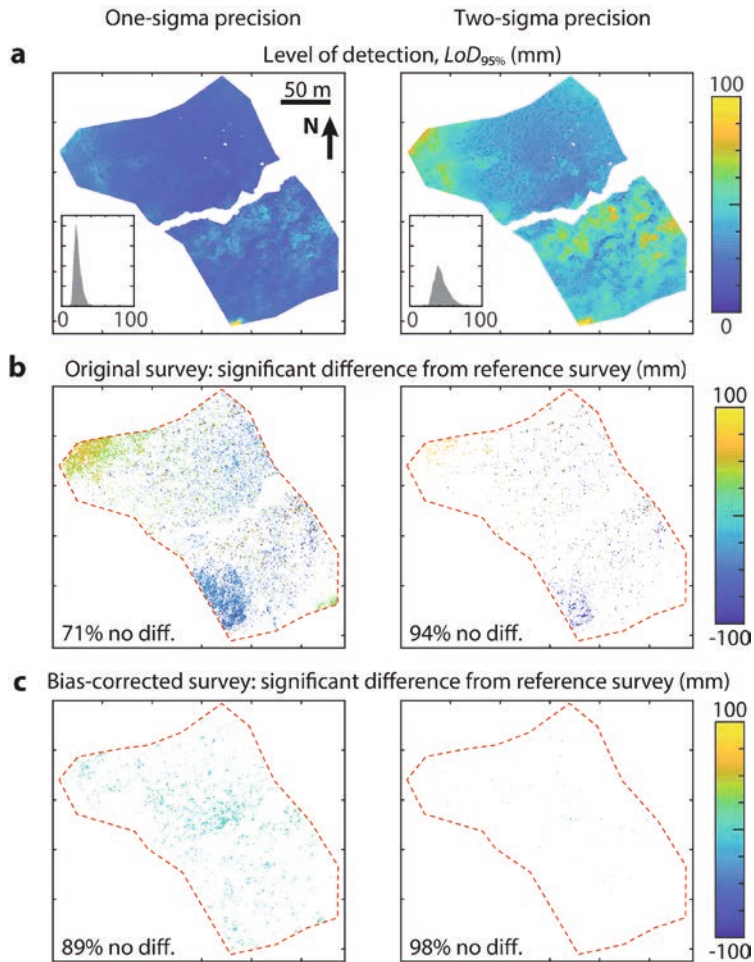 One-sigma precision Two-sigma precision
a Level of detection, LoD95% (mm)
50 m
N
100
0
0 100
0 100
b Original survey: significant difference from reference survey (mm)
100
-100
71% no diff. 94% no diff.
c Bias-corrected survey: significant difference from reference survey (mm)
100
-100
89% no diff. 98% no diff.